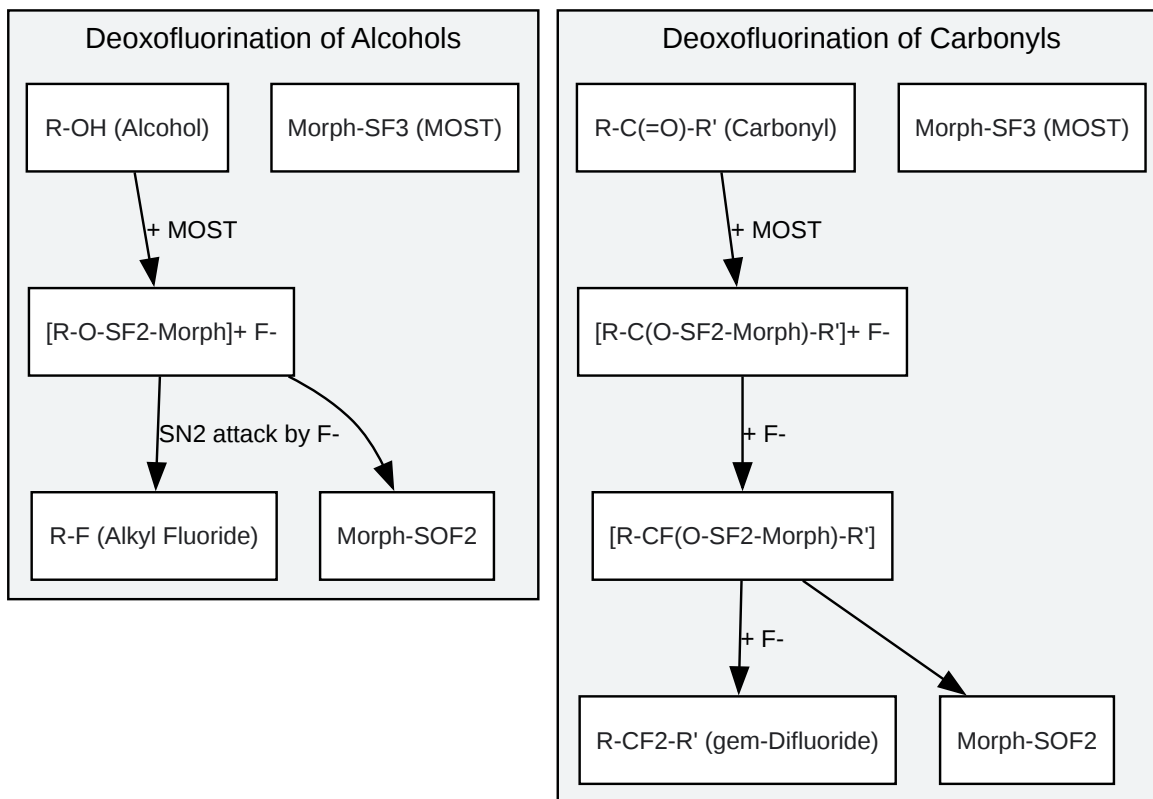 Deoxofluorination of Alcohols
R-OH (Alcohol)
Morph-SF3 (MOST)
+ MOST
[R-O-SF2-Morph]+ F-
SN2 attack by F-
R-F (Alkyl Fluoride)
Morph-SOF2
Deoxofluorination of Carbonyls
R-C(=O)-R' (Carbonyl)
Morph-SF3 (MOST)
+ MOST
[R-C(O-SF2-Morph)-R']+ F-
+ F-
[R-CF(O-SF2-Morph)-R']
+ F-
R-CF2-R' (gem-Difluoride)
Morph-SOF2